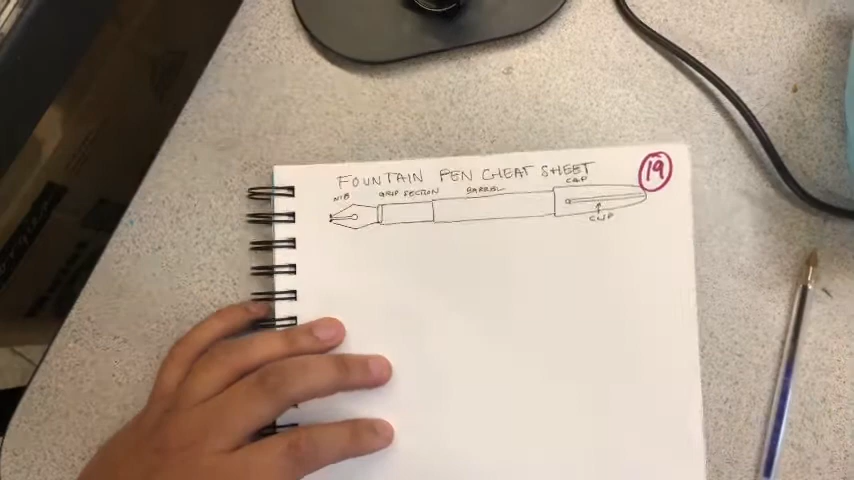 FOUNTAIN PEN CHEAT SHEET
19
NIB
GRIP SECTION
BARREL
CAP
CLIP